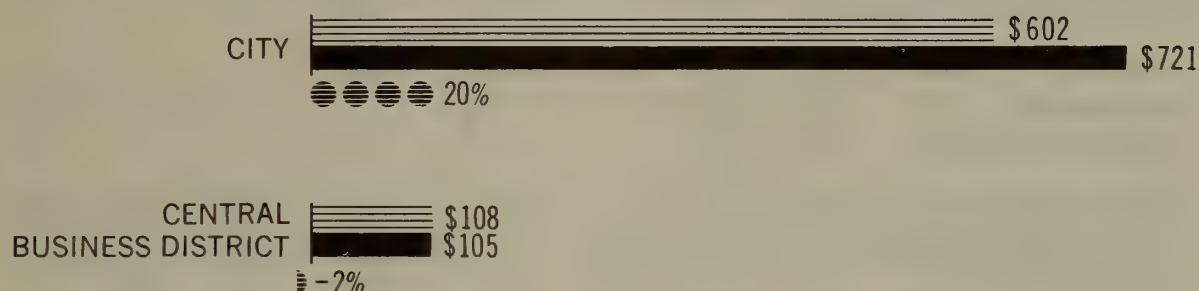 $602
CITY
$721
20%
CENTRAL
$108
BUSINESS DISTRICT
$105
-2%